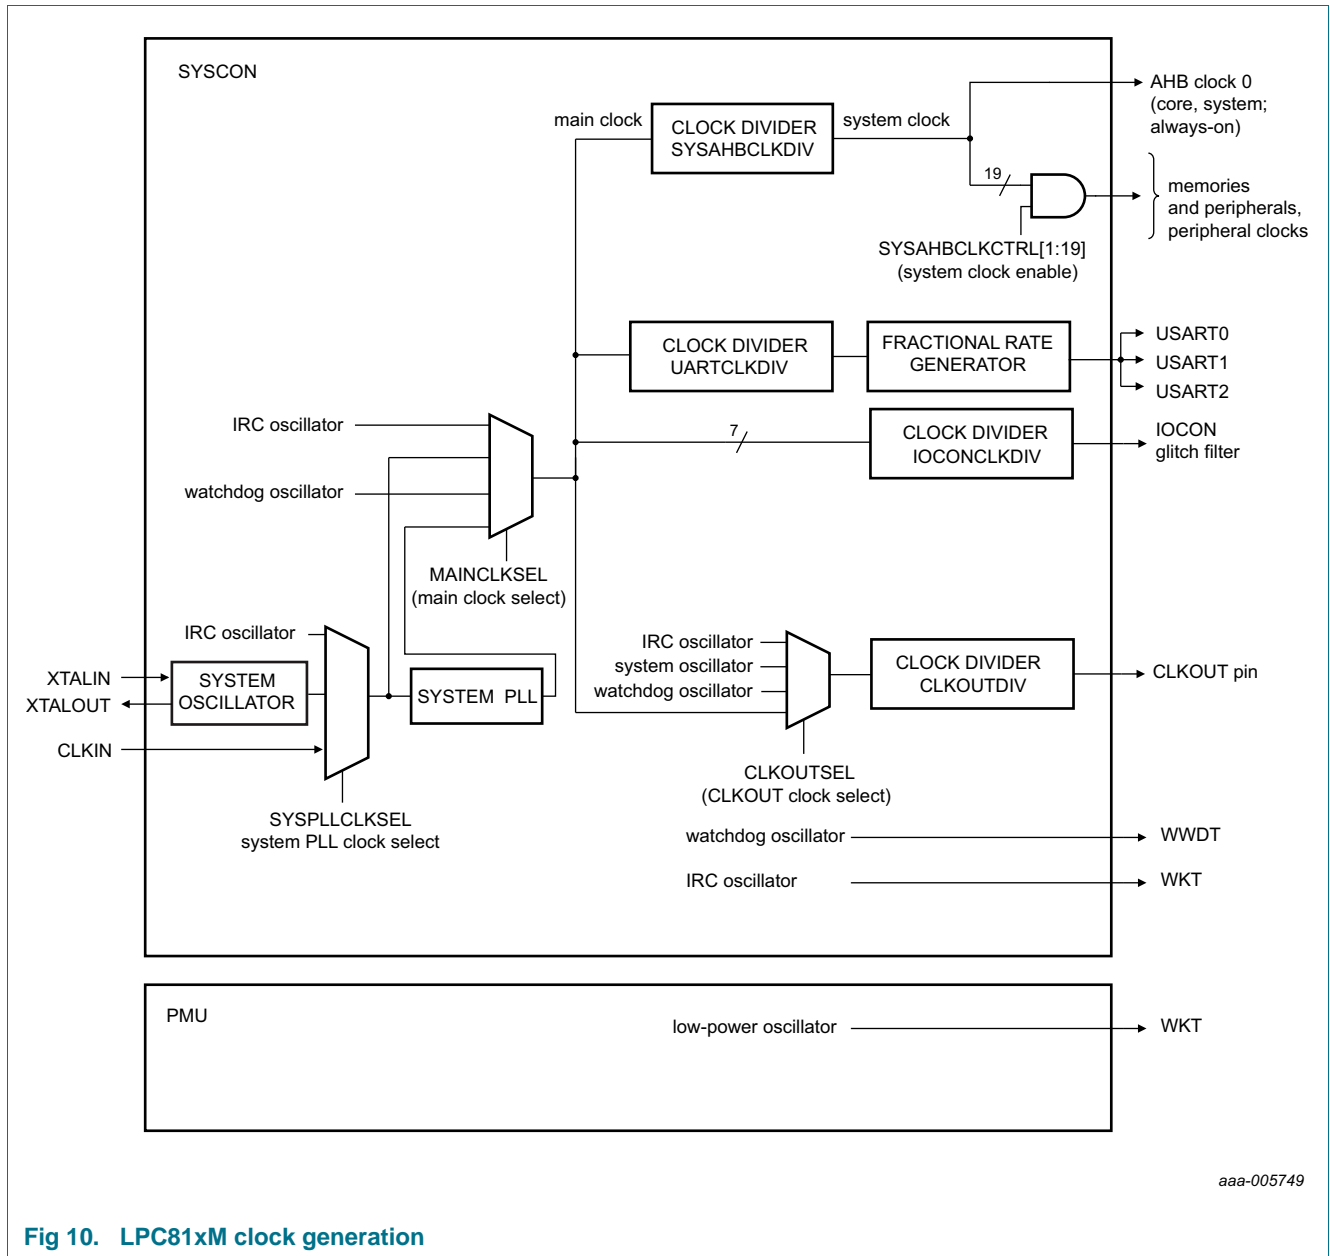 SYSCON
AHB clock 0
(core, system;
always-on)
main clock
CLOCK DIVIDER
SYSAHBCLKDIV
system clock
19
memories
and peripherals,
peripheral clocks
SYSAHBCLKCTRL[1:19]
(system clock enable)
CLOCK DIVIDER
UARTCLKDIV
FRACTIONAL RATE
GENERATOR
USART0
USART1
USART2
IRC oscillator
watchdog oscillator
7
CLOCK DIVIDER
IOCONCLKDIV
IOCON
glitch filter
MAINCLKSEL
(main clock select)
IRC oscillator
XTALIN
XTALOUT
SYSTEM
OSCILLATOR
CLKIN
SYSTEM PLL
IRC oscillator
system oscillator
watchdog oscillator
CLOCK DIVIDER
CLKOUTDIV
CLKOUT pin
SYSPLLCLKSEL
system PLL clock select
CLKOUTSEL
(CLKOUT clock select)
watchdog oscillator
WWDT
IRC oscillator
WKT
PMU
low-power oscillator
WKT
aaa-005749
Fig 10. LPC81xM clock generation